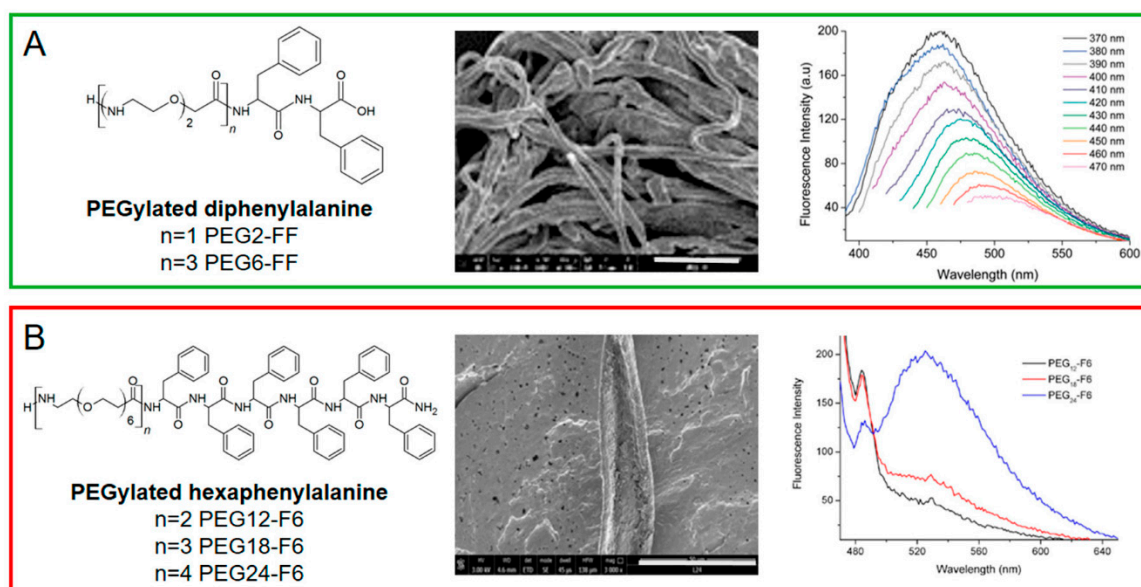 A
H
NH
O
2
O
n
NH
O
NH
O
OH
PEGylated diphenylalanine
n=1 PEG2-FF
n=3 PEG6-FF
Fluorescence Intensity (a.u)
200
160
120
80
40
400
450
500
550
600
Wavelength (nm)
370 nm
380 nm
390 nm
400 nm
410 nm
420 nm
430 nm
440 nm
450 nm
460 nm
470 nm
B
H
NH
O
6
O
n
NH
O
NH
O
NH
O
NH
O
NH
O
NH
O
NH2
PEGylated hexaphenylalanine
n=2 PEG12-F6
n=3 PEG18-F6
n=4 PEG24-F6
L24
Fluorescence Intensity
200
150
100
50
480
520
560
600
640
Wavelength (nm)
PEG12-F6
PEG18-F6
PEG24-F6